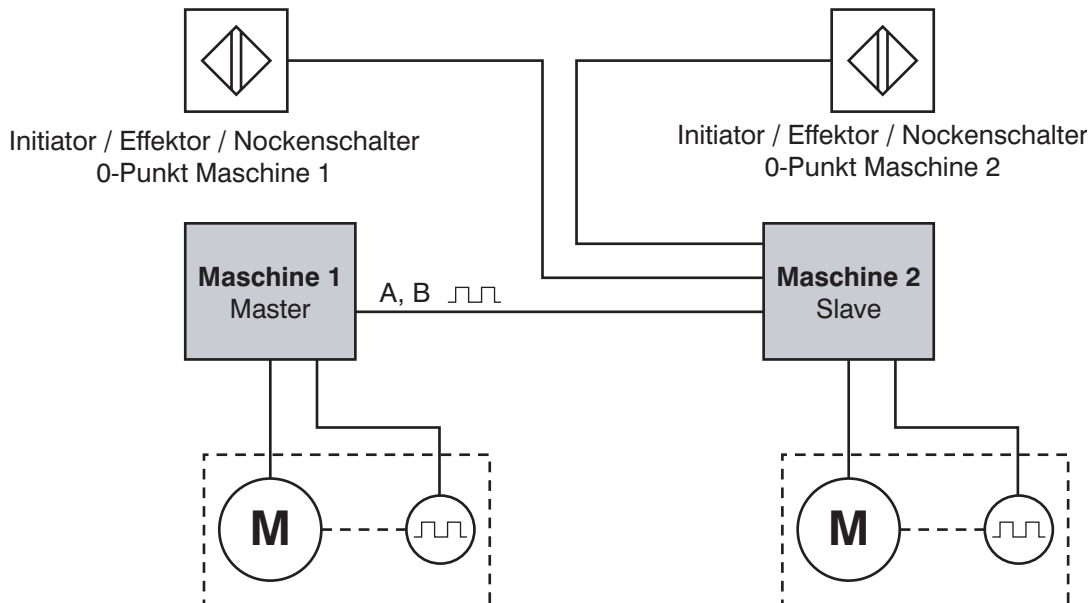 Initiator / Effektor / Nockenschalter
0-Punkt Maschine 1
Initiator / Effektor / Nockenschalter
0-Punkt Maschine 2
Maschine 1
Master
A, B
Maschine 2
Slave
M
M